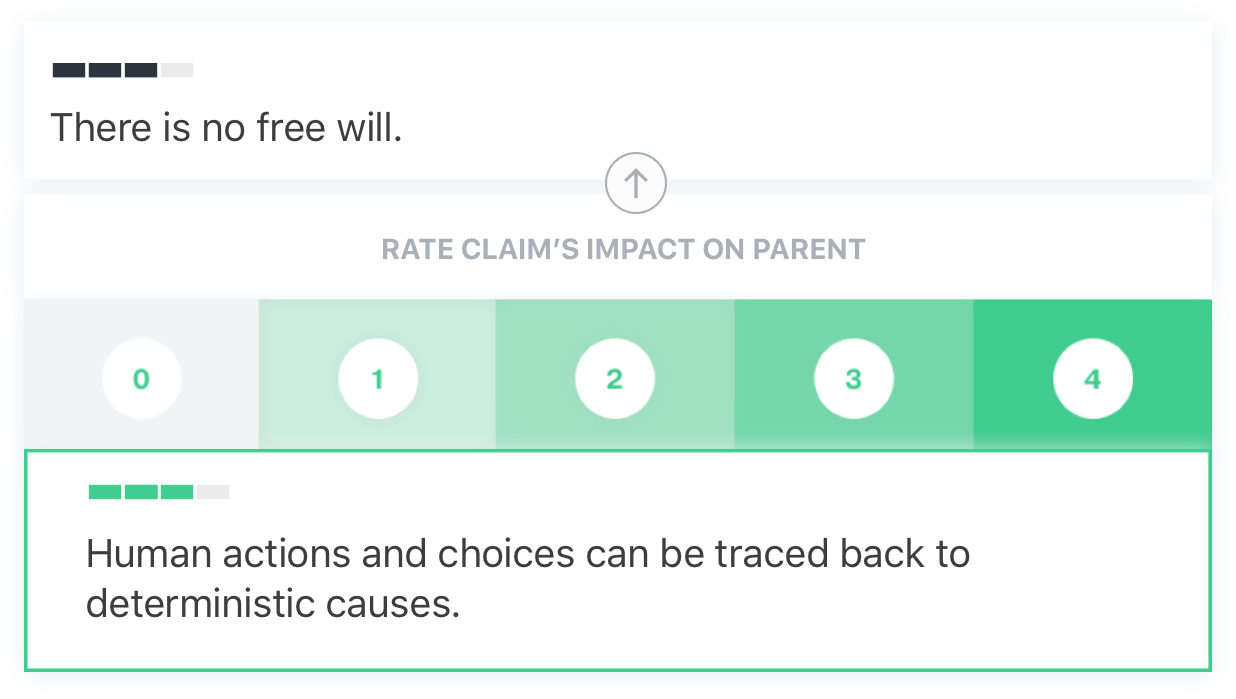 There is no free will.
RATE CLAIM’S IMPACT ON PARENT
0 1 2 3 4
Human actions and choices can be traced back to
deterministic causes.